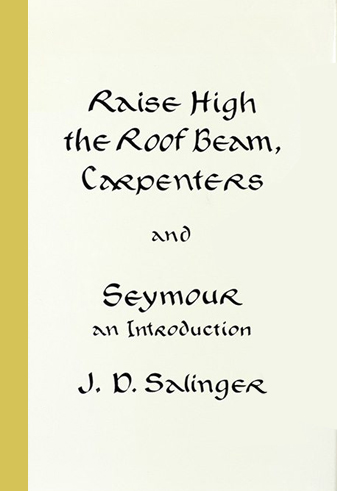 Raise High
the Roof Beam,
Carpenters
and
Seymour
an Introduction
J. D. Salinger